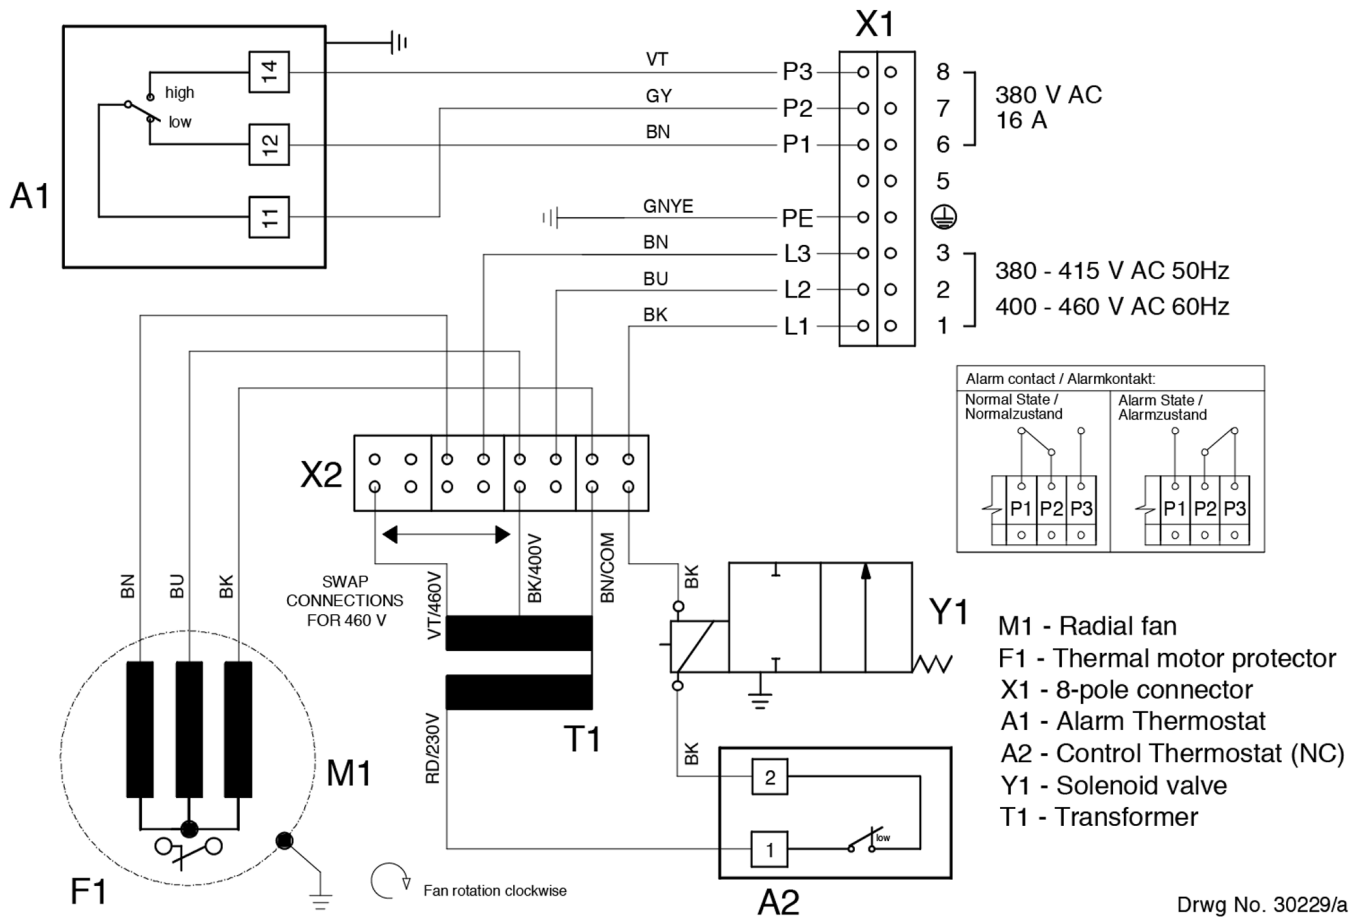 X1
VT
P3
8
GY
P2
7
380 V AC
16 A
BN
P1
6
5
14
high
low
12
11
A1
GNYE
PE
BN
L3
3
380 - 415 V AC 50Hz
BU
L2
2
400 - 460 V AC 60Hz
BK
L1
1
Alarm contact / Alarmkontakt:
Normal State /
Normalzustand
Alarm State /
Alarmzustand
P1 P2 P3
P1 P2 P3
X2
BN
BU
BK
SWAP
CONNECTIONS
FOR 460 V
VT/460V
BK/400V
BN/COM
BK
Y1
T1
RD/230V
BK
M1
F1
2
1
low
A2
Fan rotation clockwise
M1 - Radial fan
F1 - Thermal motor protector
X1 - 8-pole connector
A1 - Alarm Thermostat
A2 - Control Thermostat (NC)
Y1 - Solenoid valve
T1 - Transformer
Drwg No. 30229/a